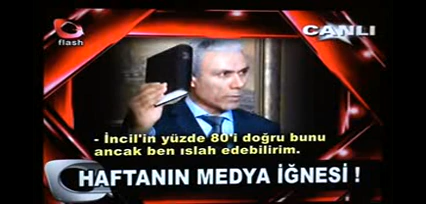 flash
CANLI
- İncil'in yüzde 80'i doğru bunu
ancak ben ıslah edebilirim.
HAFTANIN MEDYA İĞNESİ !